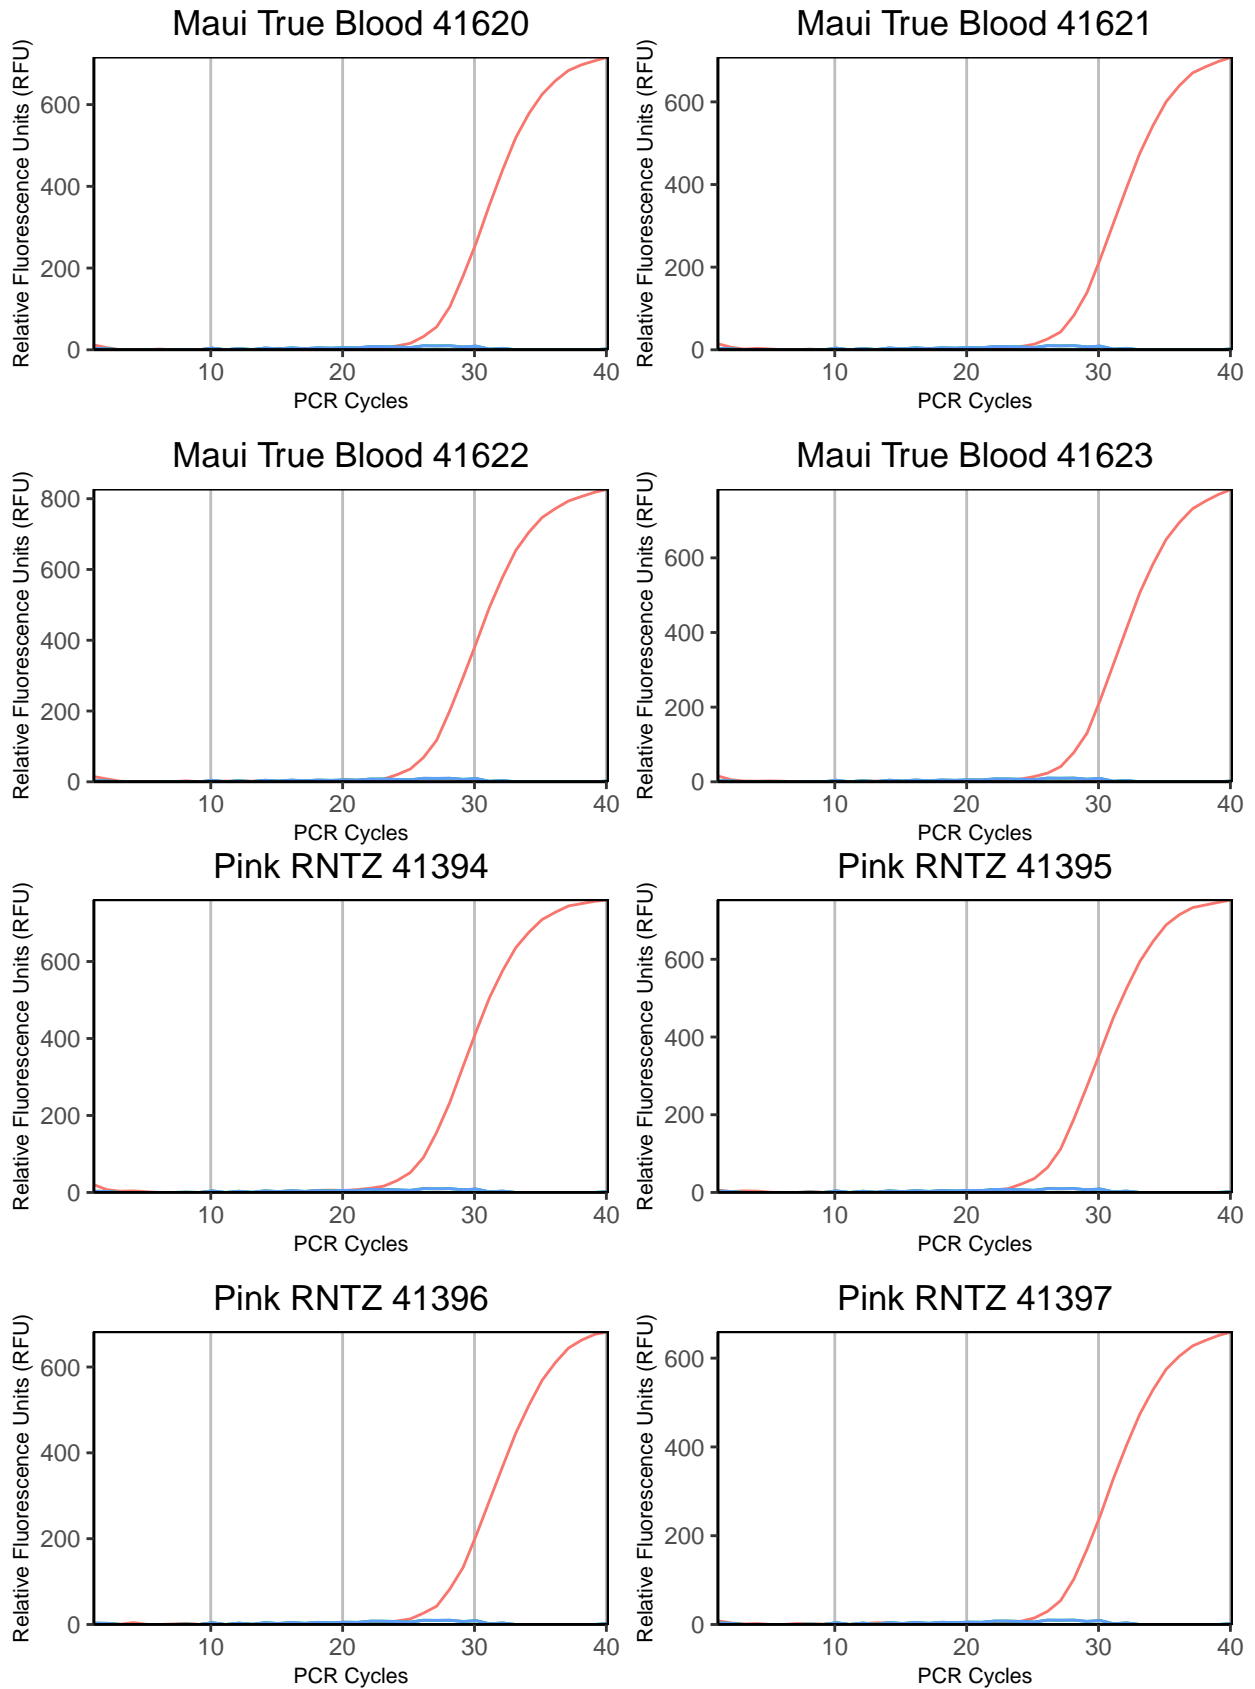 Maui True Blood 41620
Relative Fluorescence Units (RFU)
600
400
200
0
10 20 30 40
PCR Cycles
Maui True Blood 41621
Relative Fluorescence Units (RFU)
600
400
200
0
10 20 30 40
PCR Cycles
Maui True Blood 41622
Relative Fluorescence Units (RFU)
800
600
400
200
0
10 20 30 40
PCR Cycles
Maui True Blood 41623
Relative Fluorescence Units (RFU)
600
400
200
0
10 20 30 40
PCR Cycles
Pink RNTZ 41394
Relative Fluorescence Units (RFU)
600
400
200
0
10 20 30 40
PCR Cycles
Pink RNTZ 41395
Relative Fluorescence Units (RFU)
600
400
200
0
10 20 30 40
PCR Cycles
Pink RNTZ 41396
Relative Fluorescence Units (RFU)
600
400
200
0
10 20 30 40
PCR Cycles
Pink RNTZ 41397
Relative Fluorescence Units (RFU)
600
400
200
0
10 20 30 40
PCR Cycles